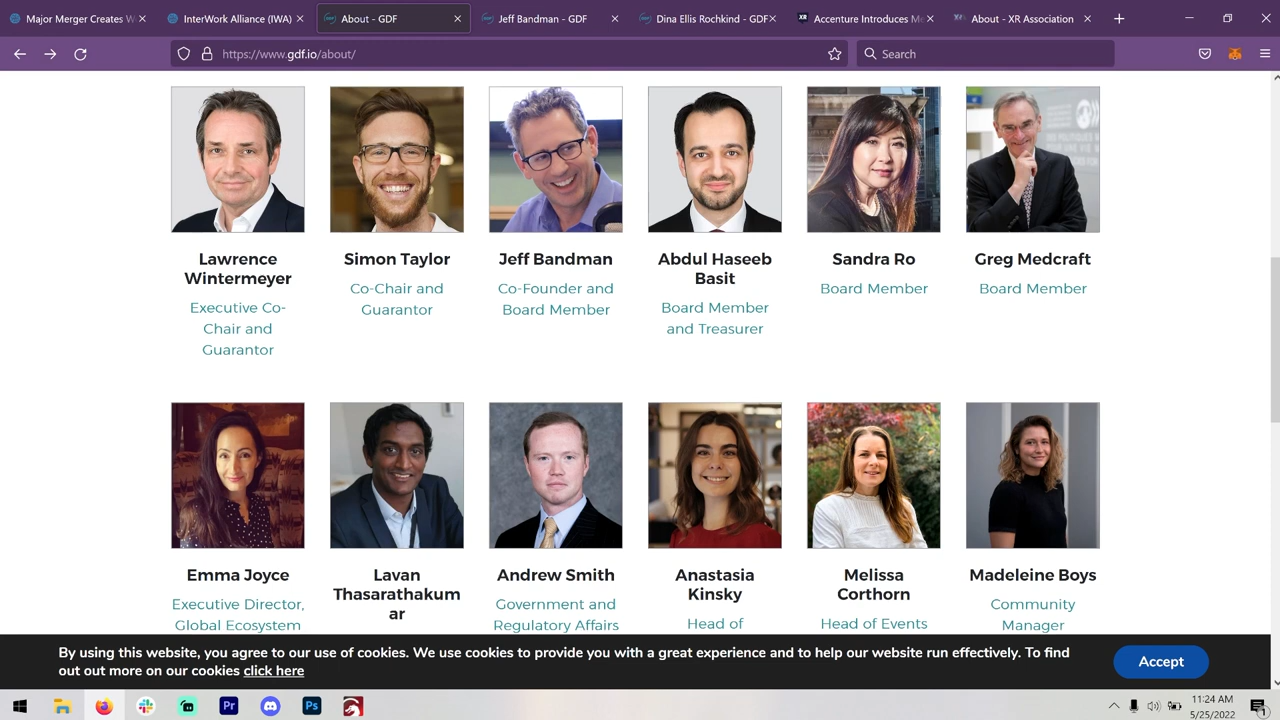 Major Merger Creates W
InterWork Alliance (IWA)
About - GDF
Jeff Bandman - GDF
Dina Ellis Rochkind - GDF
Accenture Introduces M
About - XR Association
https://www.gdf.io/about/
Search
Lawrence Wintermeyer
Executive Co-
Chair and
Guarantor
Simon Taylor
Co-Chair and
Guarantor
Jeff Bandman
Co-Founder and
Board Member
Abdul Haseeb
Basit
Board Member
and Treasurer
Sandra Ro
Board Member
Greg Medcraft
Board Member
Emma Joyce
Executive Director,
Global Ecosystem
Lavan
Thasarathakum
ar
Andrew Smith
Government and
Regulatory Affairs
Anastasia
Kinsky
Head of
Melissa
Corthorn
Head of Events
Madeleine Boys
Community
Manager
By using this website, you agree to our use of cookies. We use cookies to provide you with a great experience and to help our website run effectively. To find
out out more on our cookies click here
Accept
11:24 AM
5/25/2022